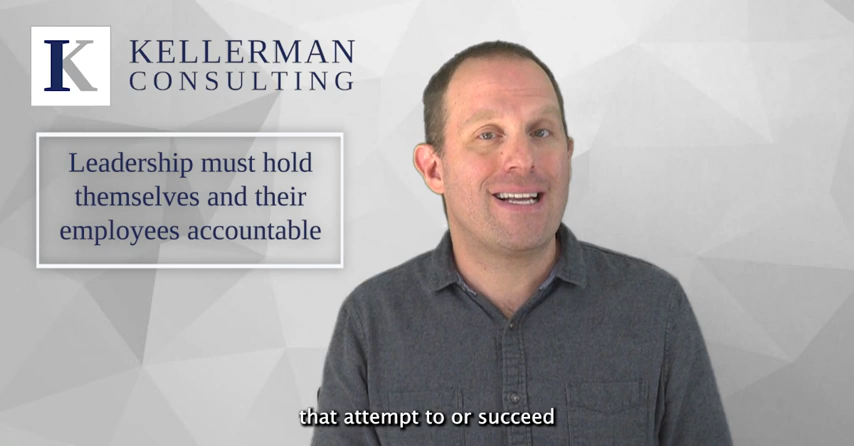 KELLERMAN
CONSULTING
Leadership must hold
themselves and their
employees accountable
that attempt to or succeed